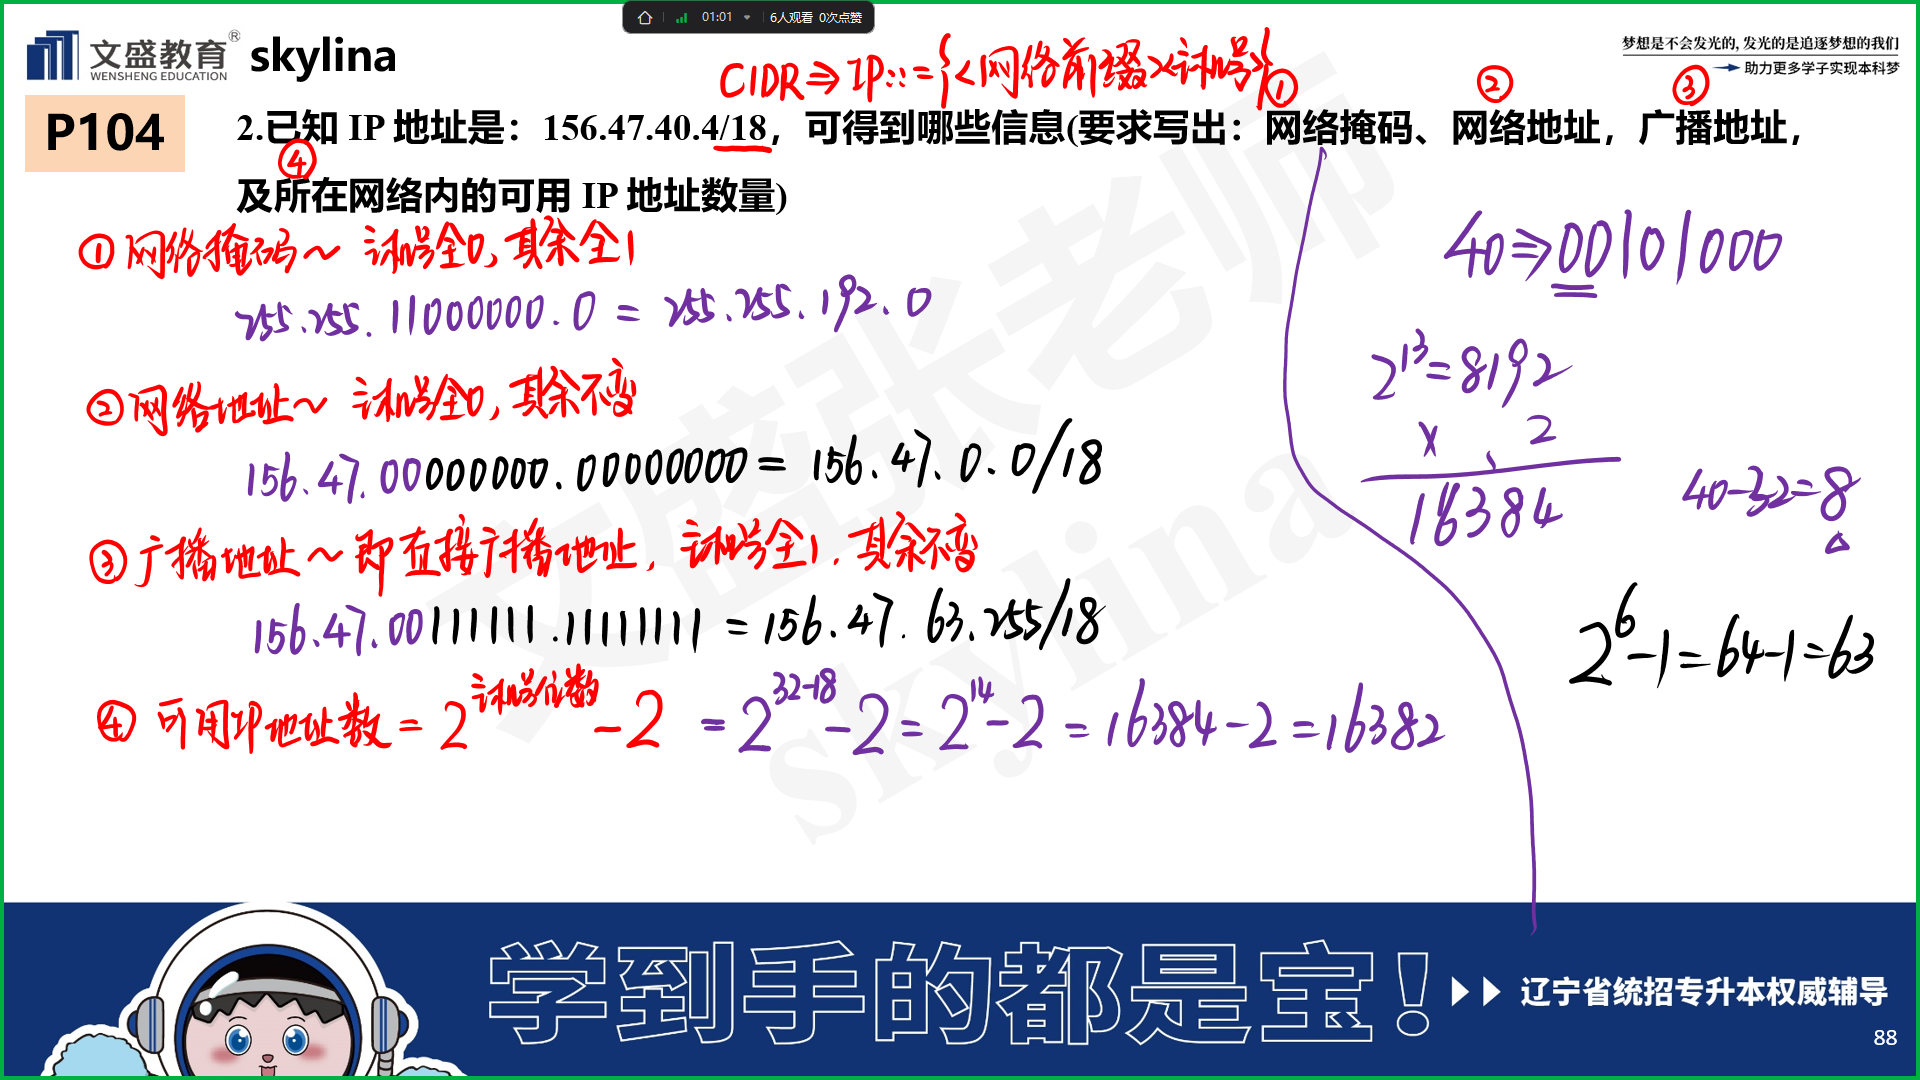 01:01 6人观看 0次点赞
文盛教育® skylina
WENSHENG EDUCATION
梦想是不会发光的, 发光的是追逐梦想的我们
助力更多学子实现本科梦
CIDR⇒IP::={<网络前缀><主机号>}
① ② ③
P104
2.已知 IP 地址是：156.47.40.4/18，可得到哪些信息(要求写出：网络掩码、网络地址，广播地址，
④
及所在网络内的可用 IP 地址数量)
①网络掩码~ 主机号全0, 其余全1
255.255.11000000.0 = 255.255.192.0
②网络地址~ 主机号全0, 其余不变
156.47.00000000.00000000 = 156.47.0.0/18
③广播地址~即直接广播地址, 主机号全1, 其余不变
156.47.00111111.11111111 = 156.47.63.255/18
④ 可用IP地址数 = 2^主机号位数 - 2 = 2^32-18 - 2 = 2^14 - 2 = 16384 - 2 = 16382
40⇒00101000
2^13=8192
x 2
16384
40-32=8
2^6-1=64-1=63
文盛张老师
skylina
学到手的都是宝！
辽宁省统招专升本权威辅导
88